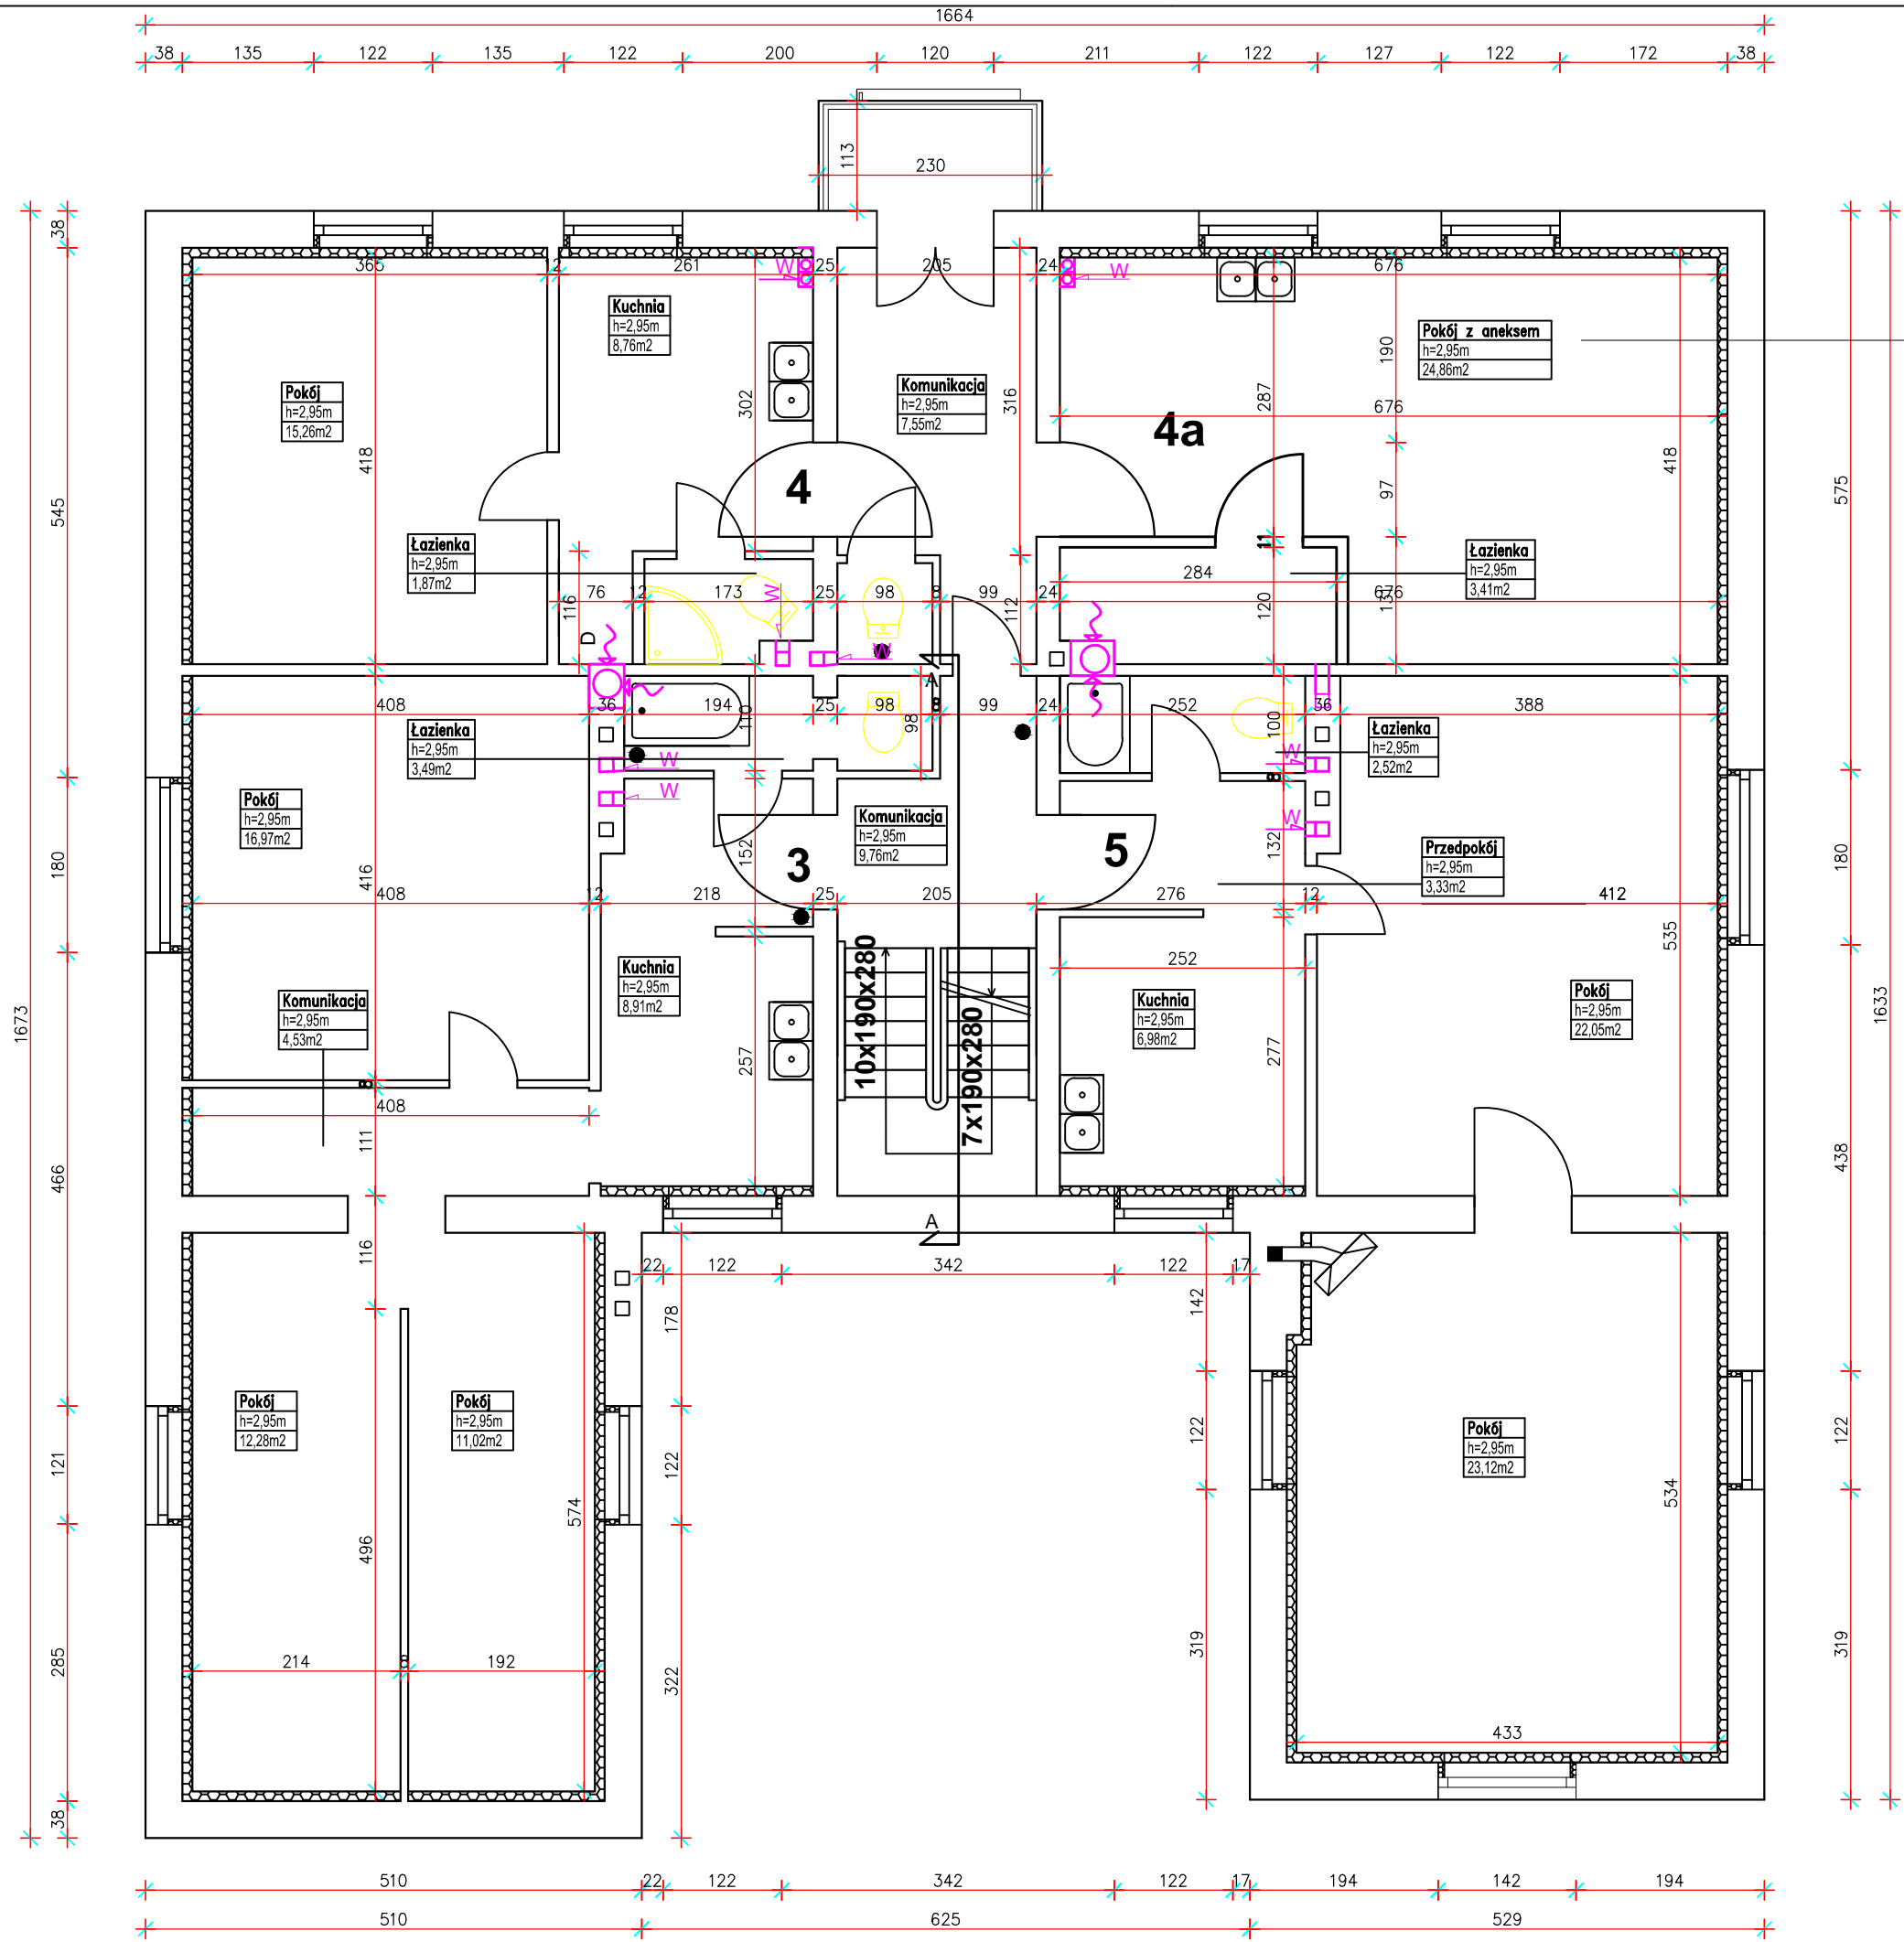 1664
38 135 122 135 122 200 120 211 122 127 122 172 38
113
230
38
365 12 261 W 25 205 24 W 676
Kuchnia
h=2,95m
8,76m2
Pokój z aneksem
h=2,95m
24,86m2
190
Pokój
h=2,95m
15,26m2
Komunikacja
h=2,95m
7,55m2
302
316
287
676
4a
418
418
97
4
545
575
Łazienka
h=2,95m
1,87m2
11
Łazienka
h=2,95m
3,41m2
284
76 12 173 W 25 98 8 99 24 676
116
112
120
131
D
W
A
408 36 194 25 98 8 99 24 252 36 388
110
98
100
Łazienka
h=2,95m
3,49m2
Łazienka
h=2,95m
2,52m2
W
W
W
W
Pokój
h=2,95m
16,97m2
Komunikacja
h=2,95m
9,76m2
Przedpokój
h=2,95m
3,33m2
180
416
152
3
5
132
180
408 12 218 25 205 276 12 412
535
252
Kuchnia
h=2,95m
8,91m2
Komunikacja
h=2,95m
4,53m2
Kuchnia
h=2,95m
6,98m2
Pokój
h=2,95m
22,05m2
10x190x280
7x190x280
1673
1633
257
277
8
408
111
466
438
A
116
22 122 342 122 17
178
142
Pokój
h=2,95m
12,28m2
Pokój
h=2,95m
11,02m2
Pokój
h=2,95m
23,12m2
121
122
122
122
496
574
534
214 8 192
285
322
319
319
433
38
510 22 122 342 122 17 194 142 194
510 625 529